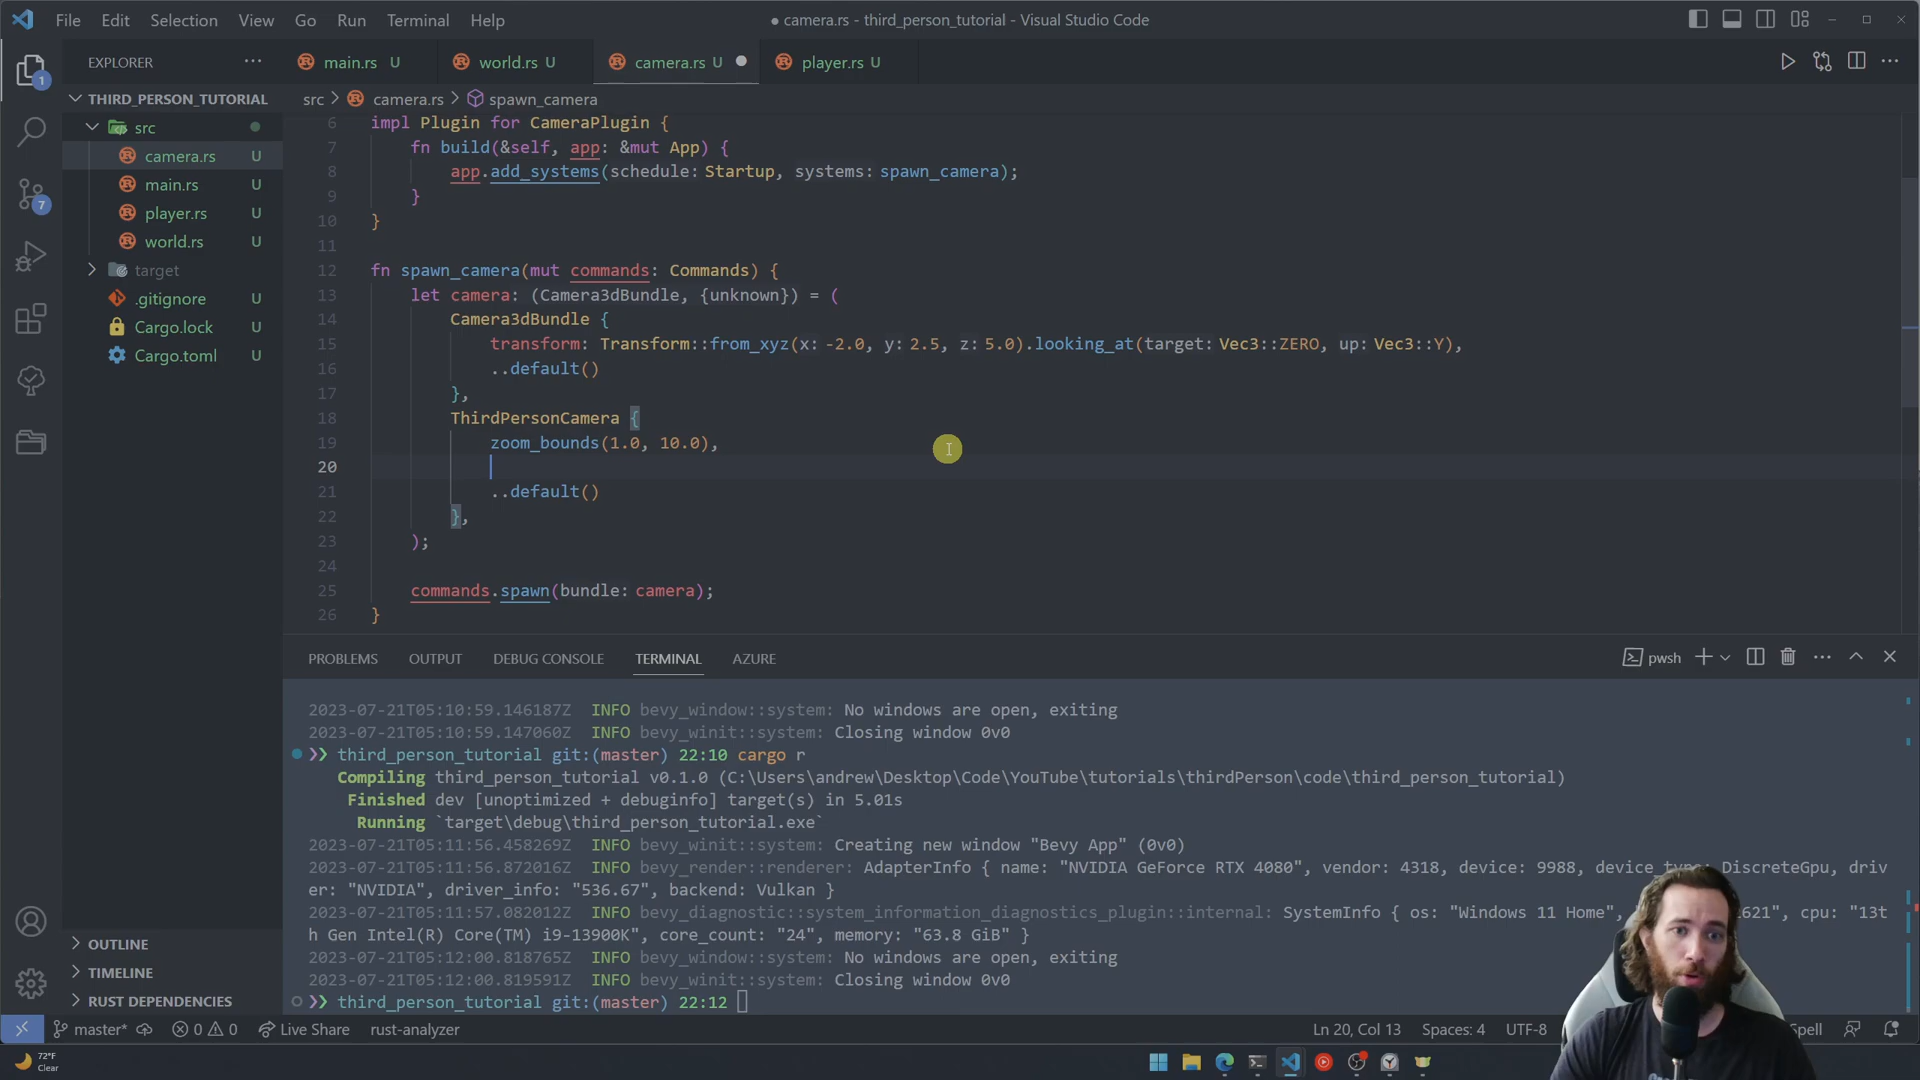 File Edit Selection View Go Run Terminal Help
● camera.rs - third_person_tutorial - Visual Studio Code
EXPLORER
main.rs U
world.rs U
camera.rs U
player.rs U
1
THIRD_PERSON_TUTORIAL
src
camera.rs U
main.rs U
player.rs U
world.rs U
target
.gitignore U
Cargo.lock U
Cargo.toml U
7
src > camera.rs > spawn_camera
6 impl Plugin for CameraPlugin {
7 fn build(&self, app: &mut App) {
8 app.add_systems(schedule: Startup, systems: spawn_camera);
9 }
10 }
11
12 fn spawn_camera(mut commands: Commands) {
13 let camera: (Camera3dBundle, {unknown}) = (
14 Camera3dBundle {
15 transform: Transform::from_xyz(x: -2.0, y: 2.5, z: 5.0).looking_at(target: Vec3::ZERO, up: Vec3::Y),
16 ..default()
17 },
18 ThirdPersonCamera {
19 zoom_bounds(1.0, 10.0),
20
21 ..default()
22 },
23 );
24
25 commands.spawn(bundle: camera);
26 }
PROBLEMS OUTPUT DEBUG CONSOLE TERMINAL AZURE
pwsh
2023-07-21T05:10:59.146187Z INFO bevy_window::system: No windows are open, exiting
2023-07-21T05:10:59.147060Z INFO bevy_winit::system: Closing window 0v0
❯❯ third_person_tutorial git:(master) 22:10 cargo r
Compiling third_person_tutorial v0.1.0 (C:\Users\andrew\Desktop\Code\YouTube\tutorials\thirdPerson\code\third_person_tutorial)
Finished dev [unoptimized + debuginfo] target(s) in 5.01s
Running `target\debug\third_person_tutorial.exe`
2023-07-21T05:11:56.458269Z INFO bevy_winit::system: Creating new window "Bevy App" (0v0)
2023-07-21T05:11:56.872016Z INFO bevy_render::renderer: AdapterInfo { name: "NVIDIA GeForce RTX 4080", vendor: 4318, device: 9988, device_type: DiscreteGpu, driv
er: "NVIDIA", driver_info: "536.67", backend: Vulkan }
2023-07-21T05:11:57.082012Z INFO bevy_diagnostic::system_information_diagnostics_plugin::internal: SystemInfo { os: "Windows 11 Home", 1621", cpu: "13t
h Gen Intel(R) Core(TM) i9-13900K", core_count: "24", memory: "63.8 GiB" }
2023-07-21T05:12:00.818765Z INFO bevy_window::system: No windows are open, exiting
2023-07-21T05:12:00.819591Z INFO bevy_winit::system: Closing window 0v0
❯❯ third_person_tutorial git:(master) 22:12
OUTLINE
TIMELINE
RUST DEPENDENCIES
master* 0 0 Live Share rust-analyzer
Ln 20, Col 13 Spaces: 4 UTF-8 Spell
72°F
Clear